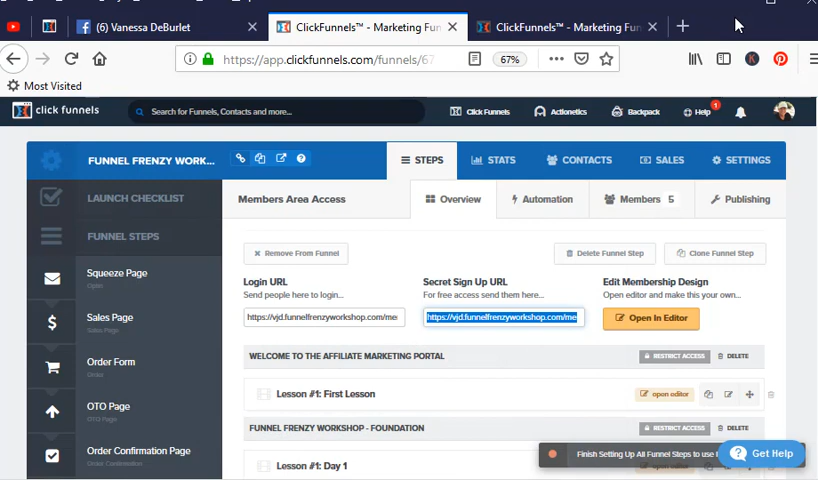 (6) Vanessa DeBurlet
ClickFunnels™ - Marketing Fun
ClickFunnels™ - Marketing Fun
https://app.clickfunnels.com/funnels/67
67%
Most Visited
click funnels
Search for Funnels, Contacts and more...
Click Funnels
Actionetics
Backpack
Help
1
FUNNEL FRENZY WORK...
STEPS
STATS
CONTACTS
SALES
SETTINGS
LAUNCH CHECKLIST
Members Area Access
Overview
Automation
Members 5
Publishing
FUNNEL STEPS
Remove From Funnel
Delete Funnel Step
Clone Funnel Step
Squeeze Page
Optin
Login URL
Send people here to login...
https://vjd.funnelfrenzyworkshop.com/me
Secret Sign Up URL
For free access send them here...
https://vjd.funnelfrenzyworkshop.com/me
Edit Membership Design
Open editor and make this your own...
Open In Editor
Sales Page
Sales Page
Order Form
Order
WELCOME TO THE AFFILIATE MARKETING PORTAL
RESTRICT ACCESS
DELETE
Lesson #1: First Lesson
open editor
OTO Page
OTO Page
FUNNEL FRENZY WORKSHOP - FOUNDATION
RESTRICT ACCESS
DELETE
Order Confirmation Page
Order Confirmation
Lesson #1: Day 1
Finish Setting Up All Funnel Steps to use
Get Help